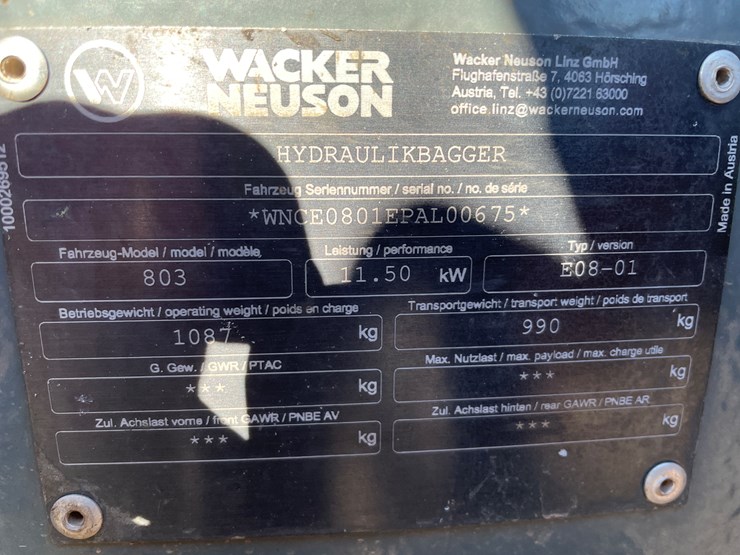 WACKER
NEUSON
Wacker Neuson Linz GmbH
Flughafenstraße 7, 4063 Hörsching
Austria, Tel. +43 (0)7221 63000
office.linz@wackerneuson.com
HYDRAULIKBAGGER
Fahrzeug Seriennummer / serial no. / no. de série
*WNCE0801EPAL00675*
Fahrzeug-Model / model / modèle
803
Leistung / performance
11.50 kW
Typ / version
E08-01
Betriebsgewicht / operating weight / poids en charge
1087 kg
Transportgewicht / transport weight / poids de transport
990 kg
G. Gew. / GWR / PTAC
*** kg
Max. Nutzlast / max. payload / max. charge utile
*** kg
Zul. Achslast vorne / front GAWR / PNBE AV
*** kg
Zul. Achslast hinten / rear GAWR / PNBE AR
*** kg
1000269512
Made in Austria